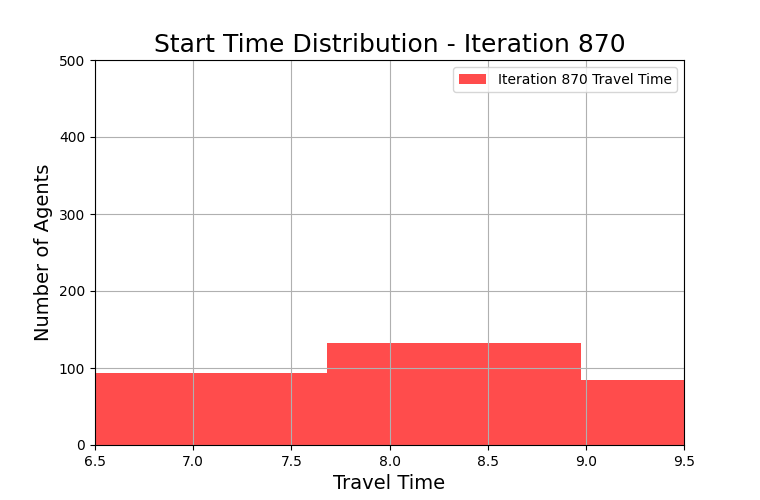 Start Time Distribution - Iteration 870
Iteration 870 Travel Time
Number of Agents
500
400
300
200
100
0
6.5 7.0 7.5 8.0 8.5 9.0 9.5
Travel Time